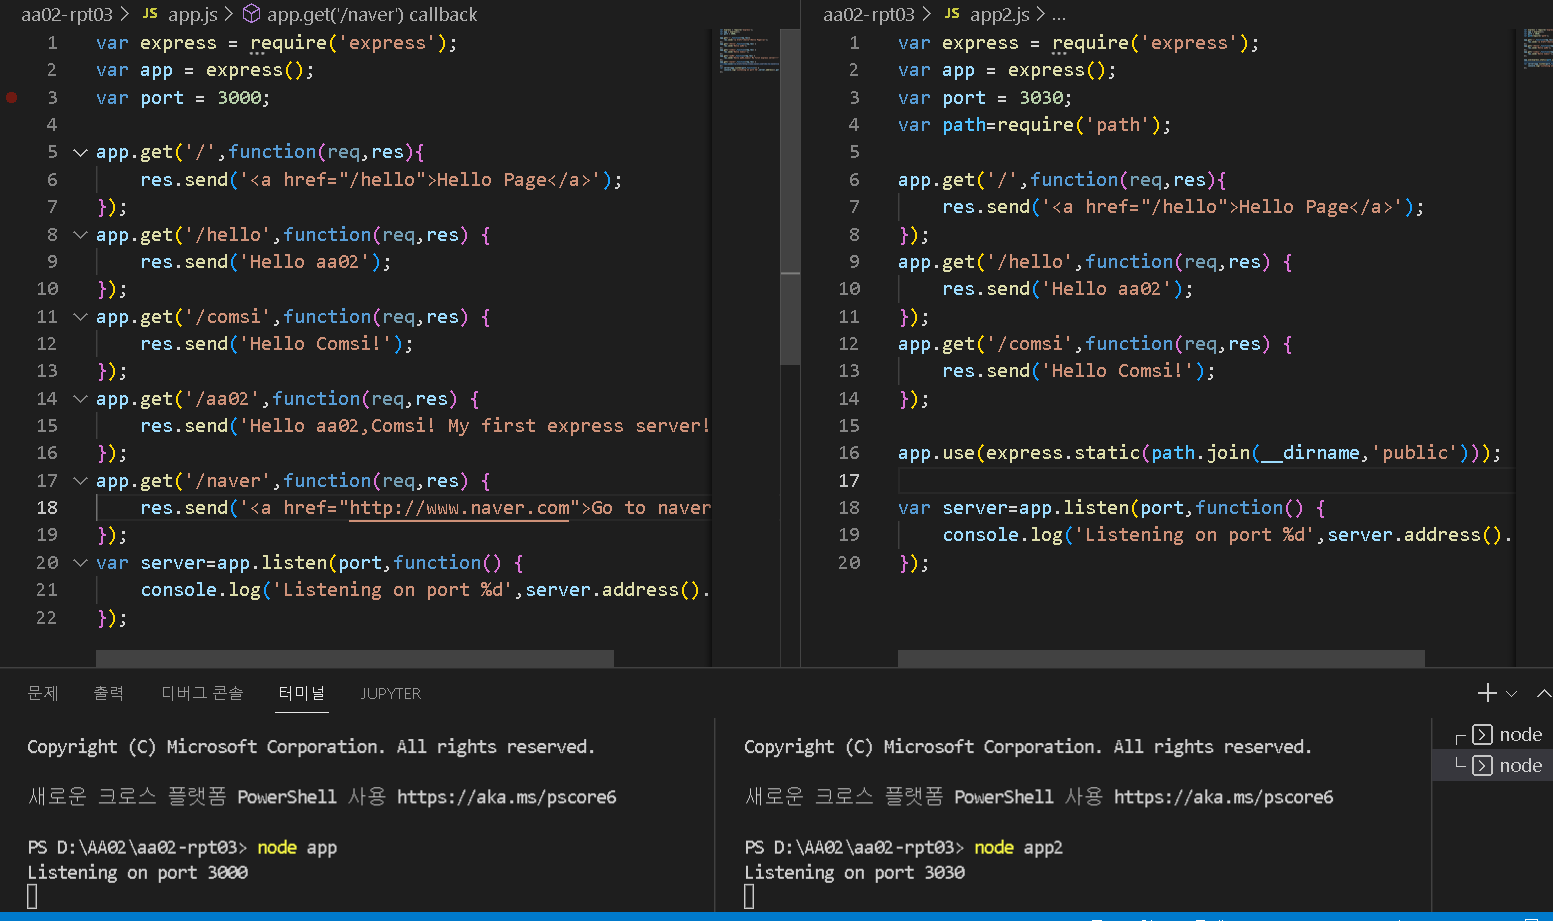 aa02-rpt03 > JS app.js > app.get('/naver') callback
1 var express = require('express');
2 var app = express();
3 var port = 3000;
4
5 app.get('/',function(req,res){
6 res.send('<a href="/hello">Hello Page</a>');
7 });
8 app.get('/hello',function(req,res) {
9 res.send('Hello aa02');
10 });
11 app.get('/comsi',function(req,res) {
12 res.send('Hello Comsi!');
13 });
14 app.get('/aa02',function(req,res) {
15 res.send('Hello aa02,Comsi! My first express server!
16 });
17 app.get('/naver',function(req,res) {
18 res.send('<a href="http://www.naver.com">Go to naver
19 });
20 var server=app.listen(port,function() {
21 console.log('Listening on port %d',server.address().
22 });
aa02-rpt03 > JS app2.js > ...
1 var express = require('express');
2 var app = express();
3 var port = 3030;
4 var path=require('path');
5
6 app.get('/',function(req,res){
7 res.send('<a href="/hello">Hello Page</a>');
8 });
9 app.get('/hello',function(req,res) {
10 res.send('Hello aa02');
11 });
12 app.get('/comsi',function(req,res) {
13 res.send('Hello Comsi!');
14 });
15
16 app.use(express.static(path.join(__dirname,'public')));
17
18 var server=app.listen(port,function() {
19 console.log('Listening on port %d',server.address().
20 });
문제 출력 디버그 콘솔 터미널 JUPYTER
Copyright (C) Microsoft Corporation. All rights reserved.
새로운 크로스 플랫폼 PowerShell 사용 https://aka.ms/pscore6
PS D:\AA02\aa02-rpt03> node app
Listening on port 3000
Copyright (C) Microsoft Corporation. All rights reserved.
새로운 크로스 플랫폼 PowerShell 사용 https://aka.ms/pscore6
PS D:\AA02\aa02-rpt03> node app2
Listening on port 3030
node
node